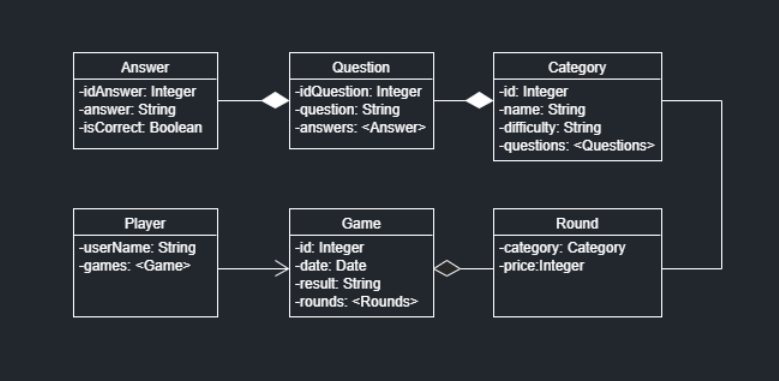 Answer
-idAnswer: Integer
-answer: String
-isCorrect: Boolean
Question
-idQuestion: Integer
-question: String
-answers: <Answer>
Category
-id: Integer
-name: String
-difficulty: String
-questions: <Questions>
Player
-userName: String
-games: <Game>
Game
-id: Integer
-date: Date
-result: String
-rounds: <Rounds>
Round
-category: Category
-price:Integer